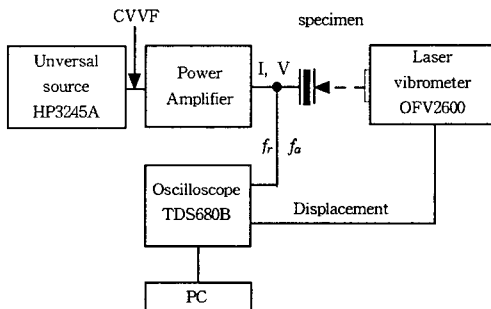 CVVF
specimen
Unversal
source
HP3245A
Power
Amplifier
I, V
Laser
vibrometer
OFV2600
fr fa
Oscilloscope
TDS680B
Displacement
PC